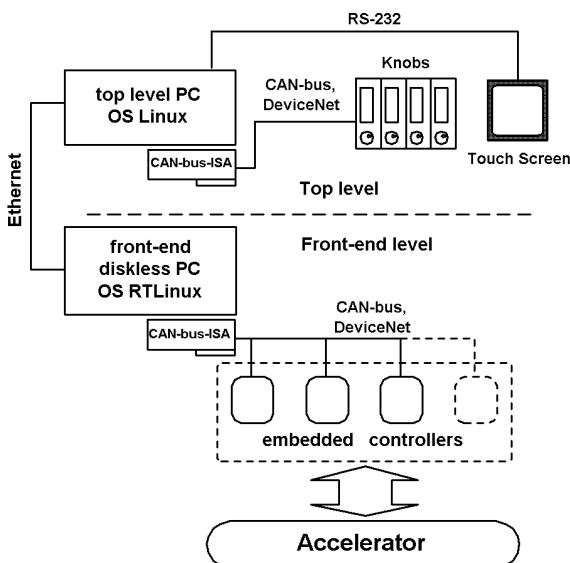 RS-232
Knobs
top level PC
OS Linux
CAN-bus,
DeviceNet
CAN-bus-ISA
Touch Screen
Ethernet
Top level
front-end
diskless PC
OS RTLinux
Front-end level
CAN-bus,
DeviceNet
CAN-bus-ISA
embedded controllers
Accelerator